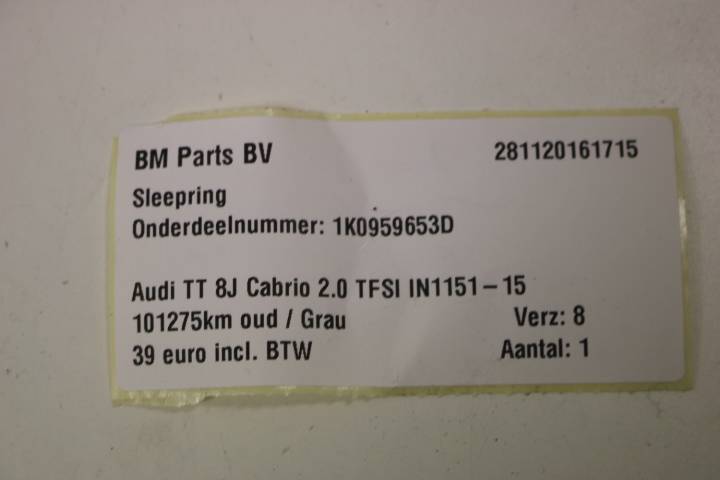 BM Parts BV 281120161715
Sleepring
Onderdeelnummer: 1K0959653D
Audi TT 8J Cabrio 2.0 TFSI IN1151-15
101275km oud / Grau Verz: 8
39 euro incl. BTW Aantal: 1